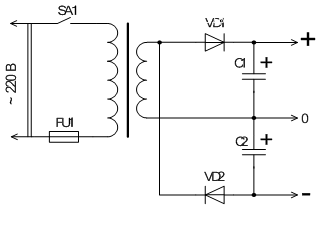 SA1
VD1
+
C1 +
~ 220 В
FU1
0
C2 +
VD2
-